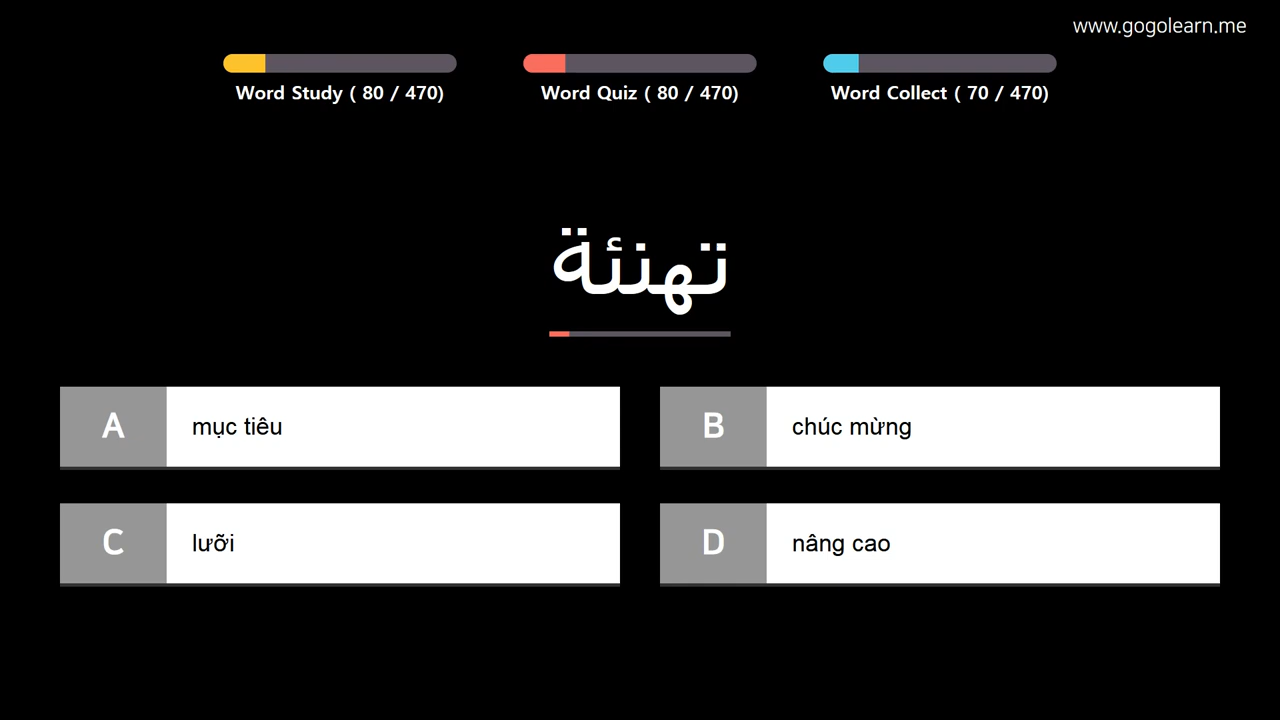 www.gogolearn.me
Word Study ( 80 / 470)
Word Quiz ( 80 / 470)
Word Collect ( 70 / 470)
تهنئة
A mục tiêu
B chúc mừng
C lưỡi
D nâng cao